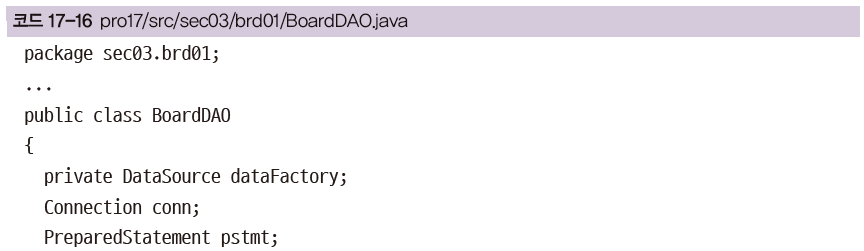 코드 17-16 pro17/src/sec03/brd01/BoardDAO.java
package sec03.brd01;
...
public class BoardDAO
{
private DataSource dataFactory;
Connection conn;
PreparedStatement pstmt;